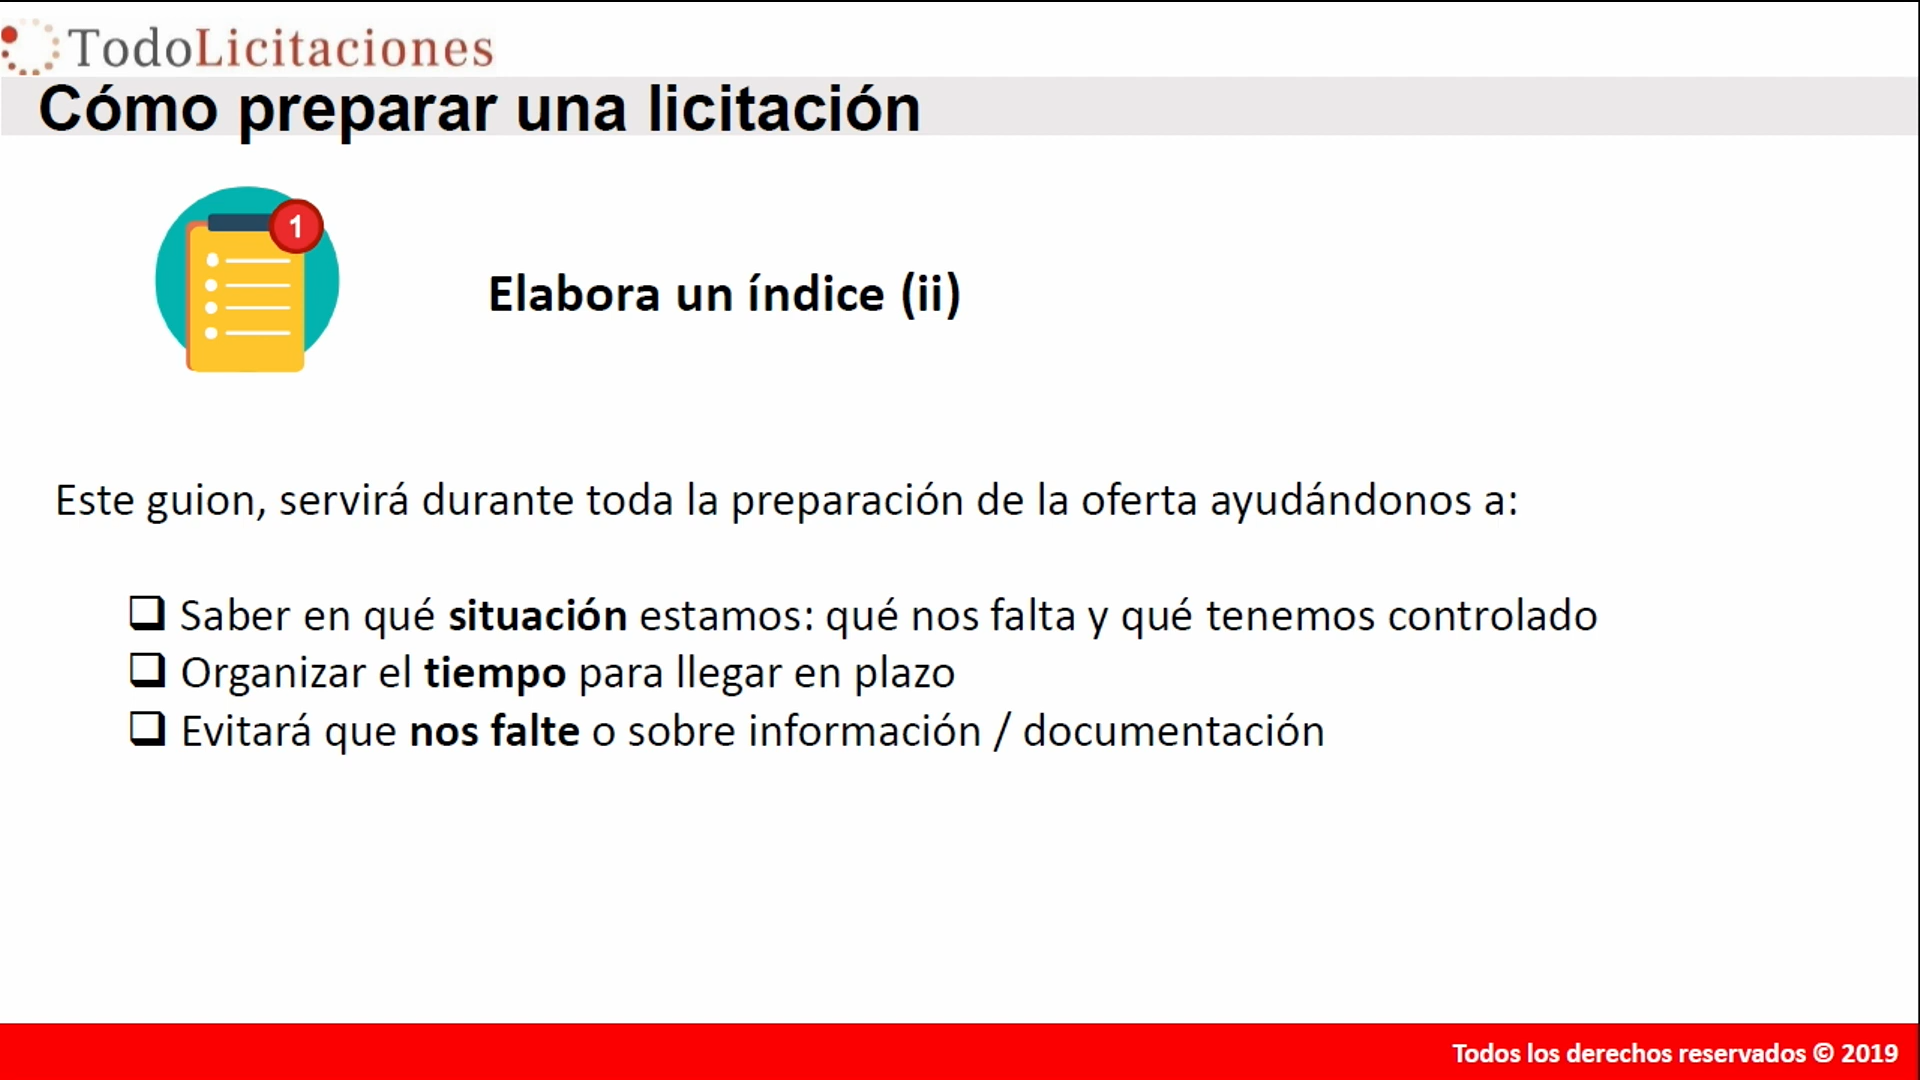 TodoLicitaciones
Cómo preparar una licitación
1
Elabora un índice (ii)
Este guion, servirá durante toda la preparación de la oferta ayudándonos a:
Saber en qué situación estamos: qué nos falta y qué tenemos controlado
Organizar el tiempo para llegar en plazo
Evitará que nos falte o sobre información / documentación
Todos los derechos reservados © 2019